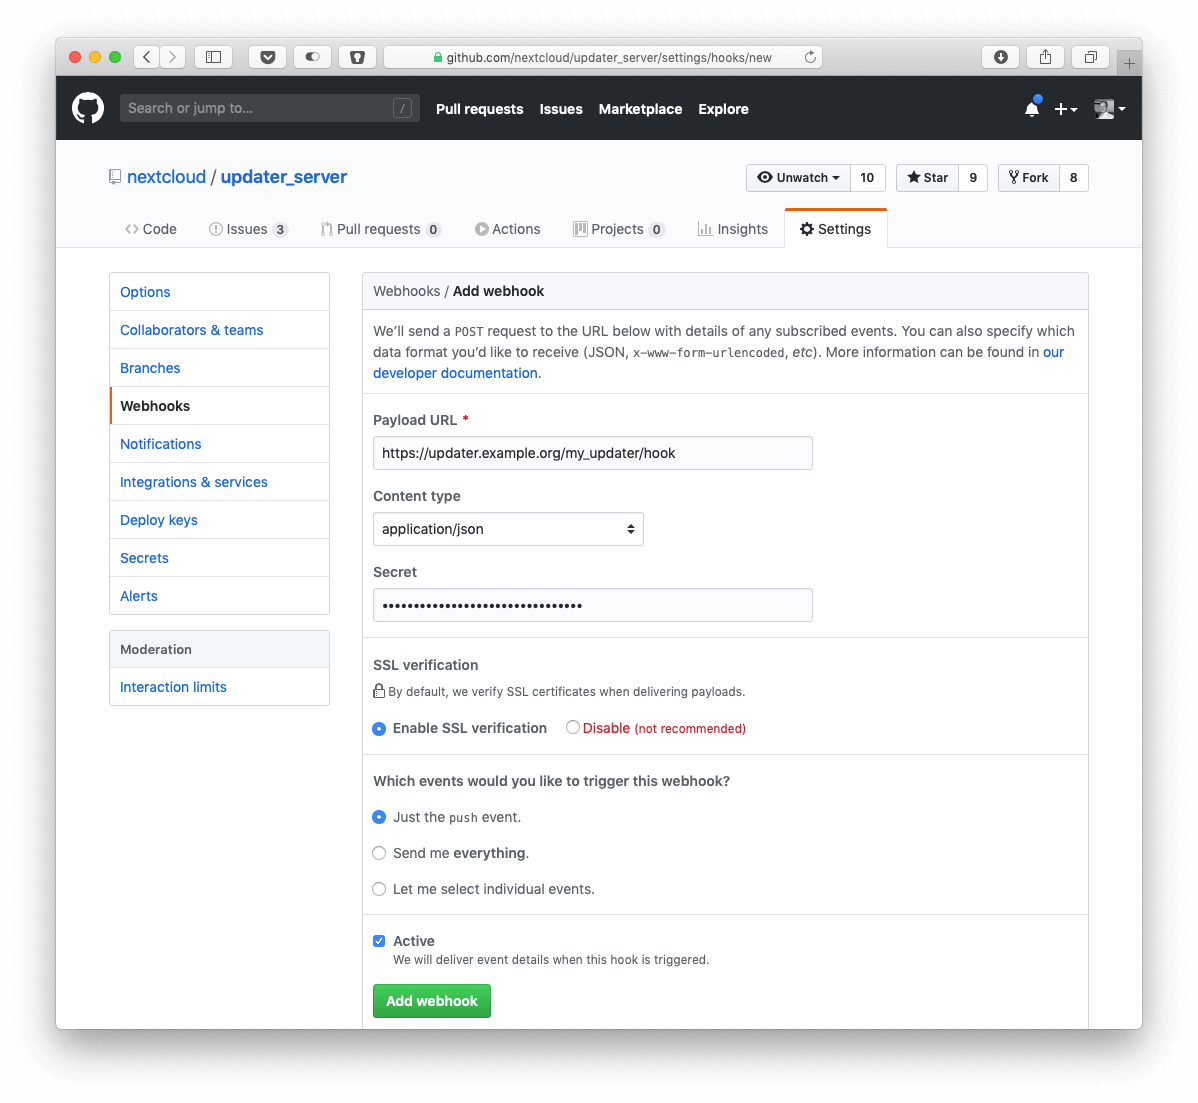 github.com/nextcloud/updater_server/settings/hooks/new
Search or jump to... /
Pull requests Issues Marketplace Explore
nextcloud / updater_server
Unwatch 10 Star 9 Fork 8
Code Issues 3 Pull requests 0 Actions Projects 0 Insights Settings
Options
Collaborators & teams
Branches
Webhooks
Notifications
Integrations & services
Deploy keys
Secrets
Alerts
Moderation
Interaction limits
Webhooks / Add webhook
We’ll send a POST request to the URL below with details of any subscribed events. You can also specify which
data format you’d like to receive (JSON, x-www-form-urlencoded, etc). More information can be found in our
developer documentation.
Payload URL *
https://updater.example.org/my_updater/hook
Content type
application/json
Secret
••••••••••••••••••••••••••••••••
SSL verification
By default, we verify SSL certificates when delivering payloads.
Enable SSL verification Disable (not recommended)
Which events would you like to trigger this webhook?
Just the push event.
Send me everything.
Let me select individual events.
Active
We will deliver event details when this hook is triggered.
Add webhook